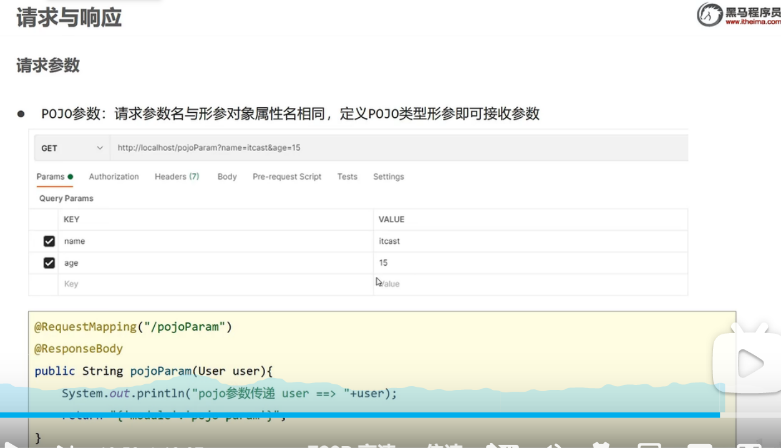 请求与响应
黑马程序员
www.itheima.com
请求参数
● POJO参数：请求参数名与形参对象属性名相同，定义POJO类型形参即可接收参数
GET http://localhost/pojoParam?name=itcast&age=15
Params Authorization Headers (7) Body Pre-request Script Tests Settings
Query Params
KEY VALUE
name itcast
age 15
Key Value
@RequestMapping("/pojoParam")
@ResponseBody
public String pojoParam(User user){
System.out.println("pojo参数传递 user ==> "+user);
return "{'module':'pojo param'}";
}